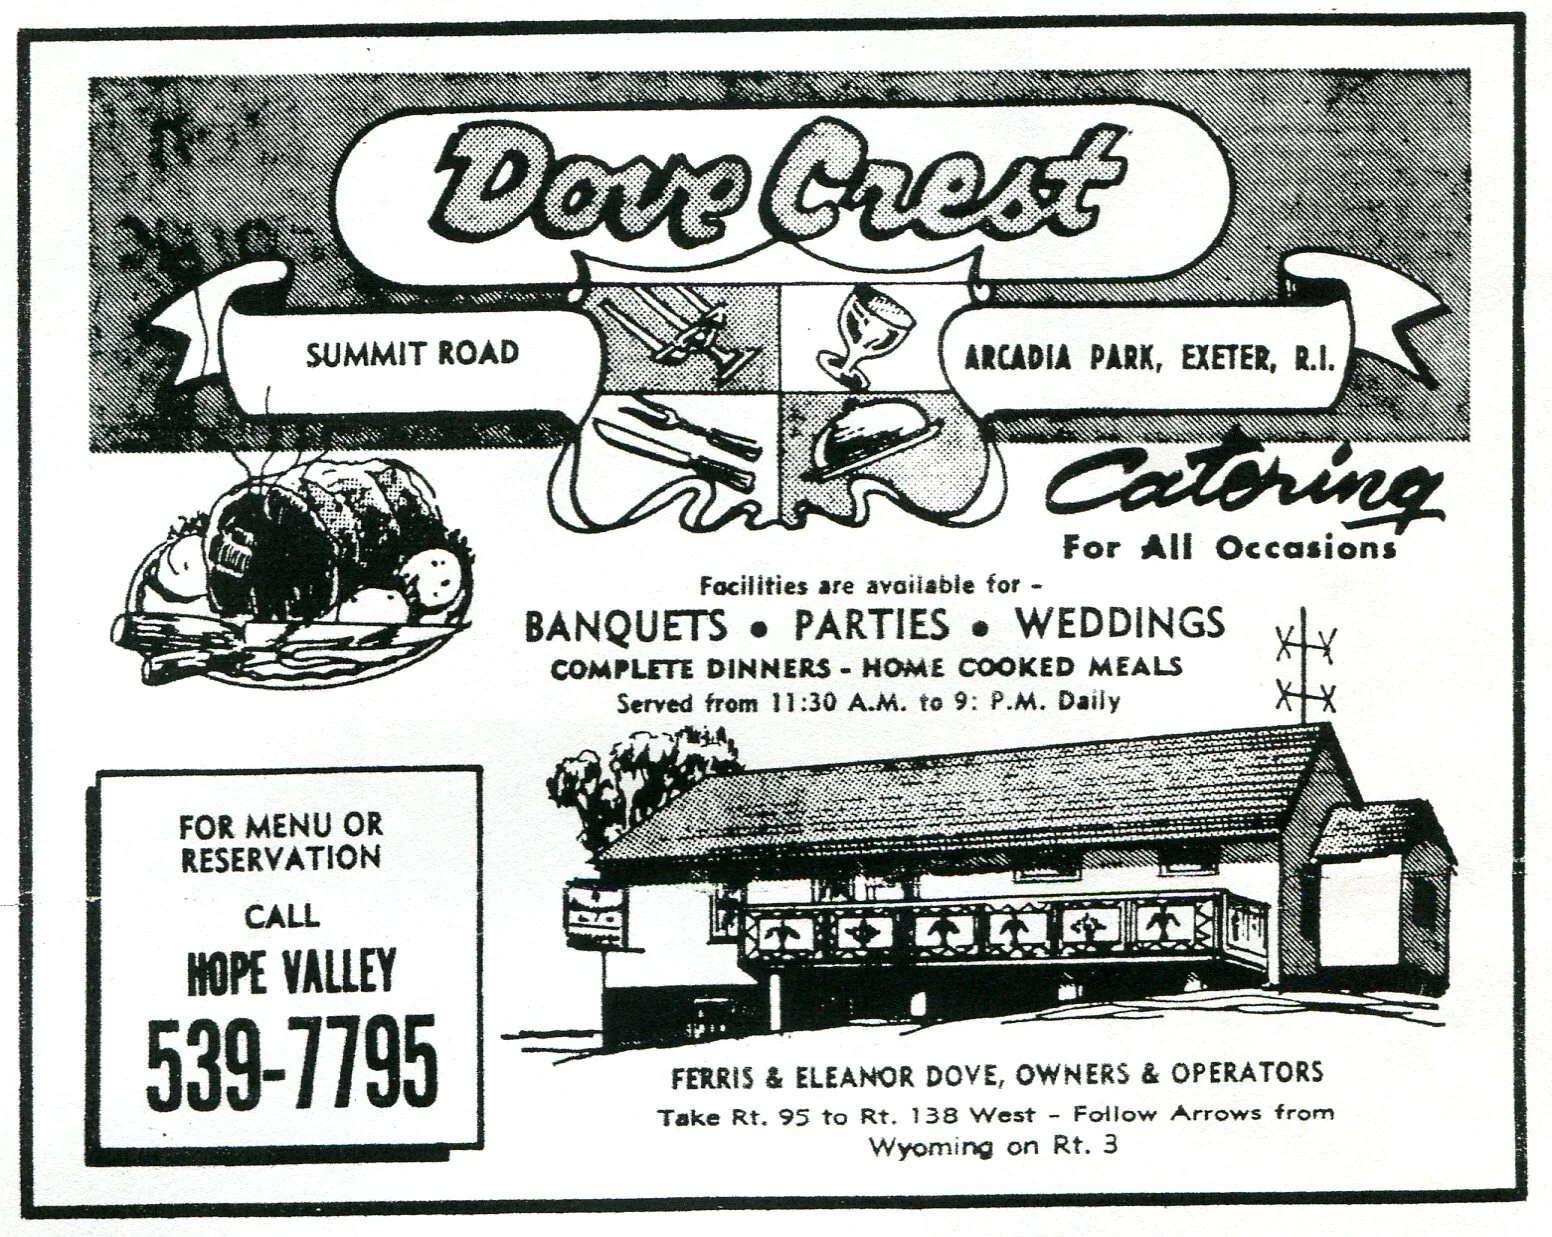 Dove Crest
SUMMIT ROAD
ARCADIA PARK, EXETER, R.I.
Catering
For All Occasions
Facilities are available for -
BANQUETS • PARTIES • WEDDINGS
COMPLETE DINNERS - HOME COOKED MEALS
Served from 11:30 A.M. to 9: P.M. Daily
FOR MENU OR
RESERVATION
CALL
HOPE VALLEY
539-7795
FERRIS & ELEANOR DOVE, OWNERS & OPERATORS
Take Rt. 95 to Rt. 138 West - Follow Arrows from
Wyoming on Rt. 3